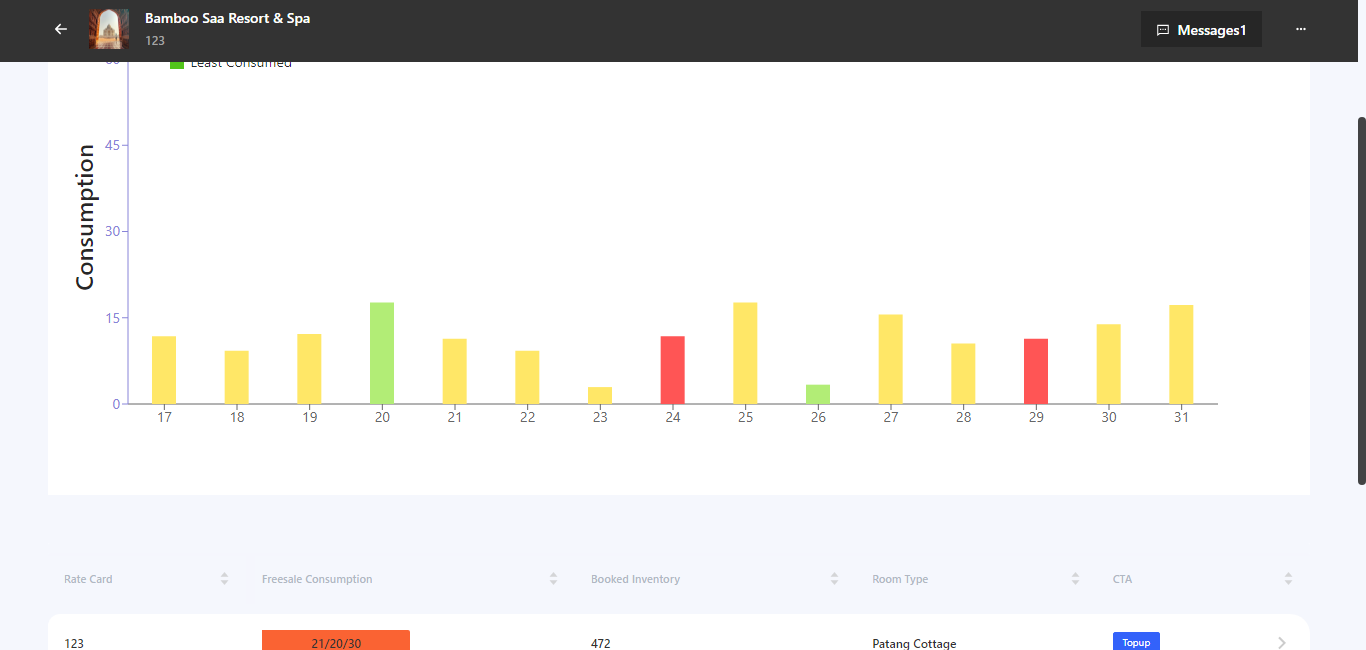 Bamboo Saa Resort & Spa
123
Messages1
Least Consumed
Consumption
45
30
15
0
17 18 19 20 21 22 23 24 25 26 27 28 29 30 31
Rate Card Freesale Consumption Booked Inventory Room Type CTA
123 21/20/30 472 Patang Cottage Topup